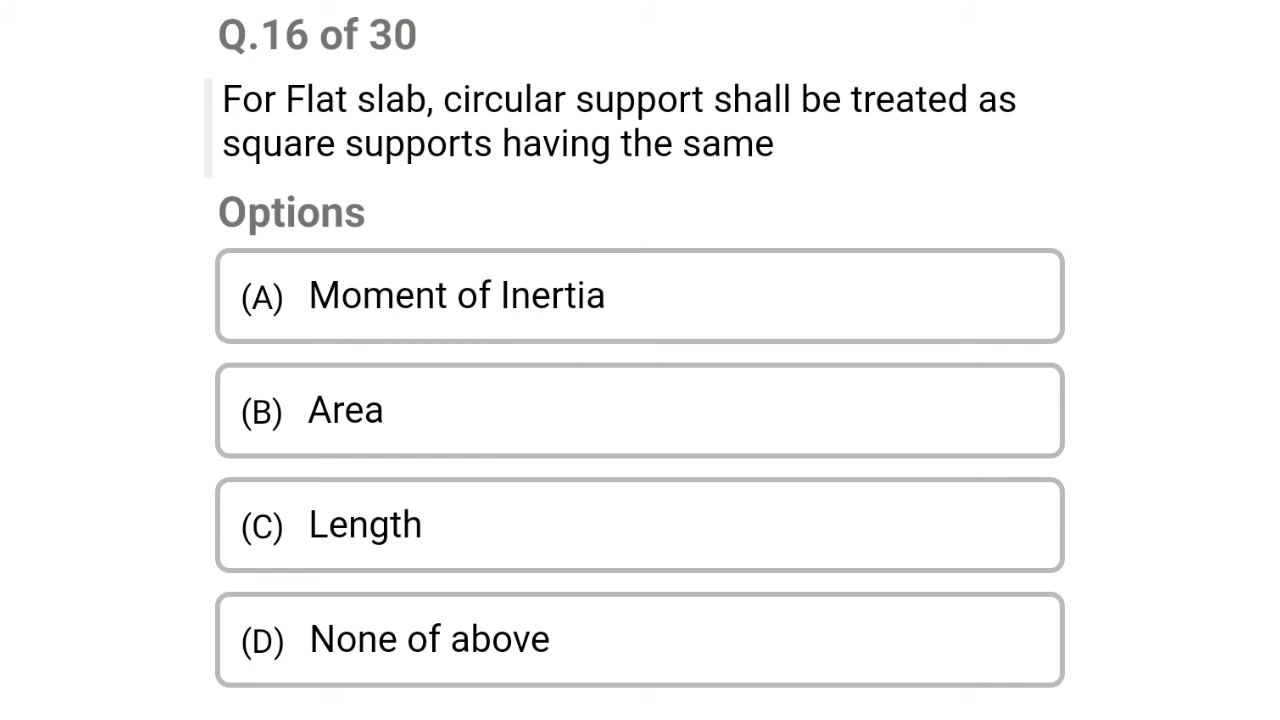 Q.16 of 30
For Flat slab, circular support shall be treated as
square supports having the same
Options
(A) Moment of Inertia
(B) Area
(C) Length
(D) None of above